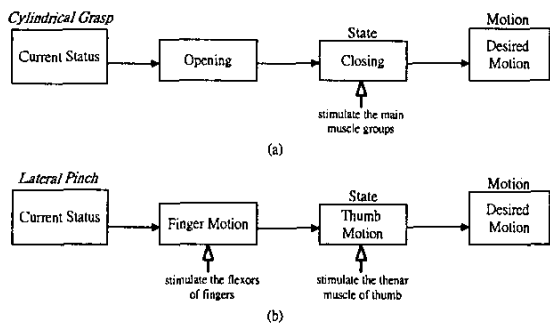 Cylindrical Grasp
Current Status
Opening
State
Closing
Motion
Desired
Motion
stimulate the main
muscle groups
(a)
Lateral Pinch
Current Status
Finger Motion
State
Thumb
Motion
Motion
Desired
Motion
stimulate the flexors
of fingers
stimulate the thenar
muscle of thumb
(b)